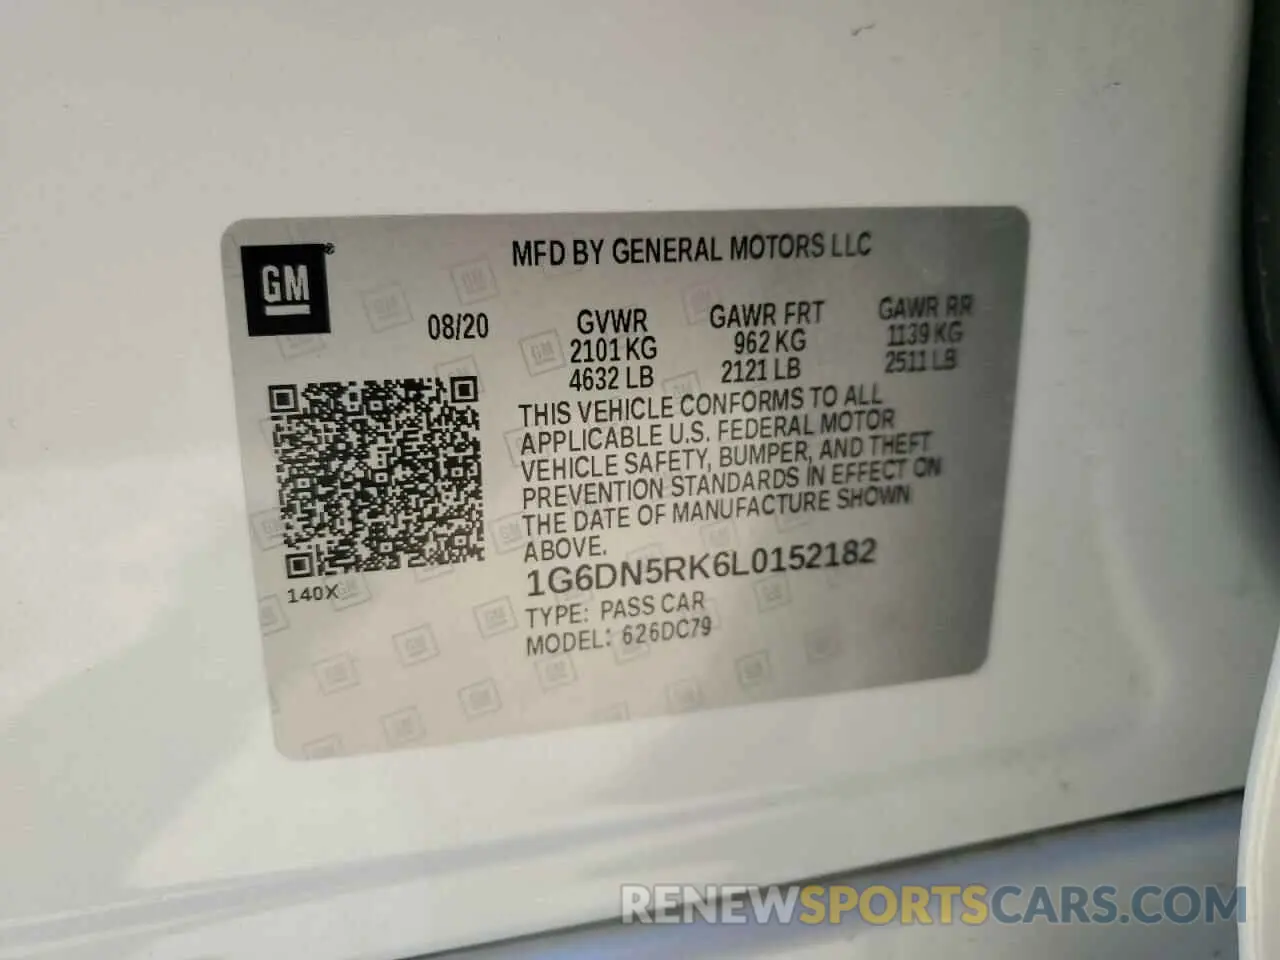 GM®
MFD BY GENERAL MOTORS LLC
08/20
GVWR
2101 KG
4632 LB
GAWR FRT
962 KG
2121 LB
GAWR RR
1139 KG
2511 LB
THIS VEHICLE CONFORMS TO ALL
APPLICABLE U.S. FEDERAL MOTOR
VEHICLE SAFETY, BUMPER, AND THEFT
PREVENTION STANDARDS IN EFFECT ON
THE DATE OF MANUFACTURE SHOWN
ABOVE.
1G6DN5RK6L0152182
TYPE: PASS CAR
MODEL: 626DC79
140X
RENEWSPORTSCARS.COM